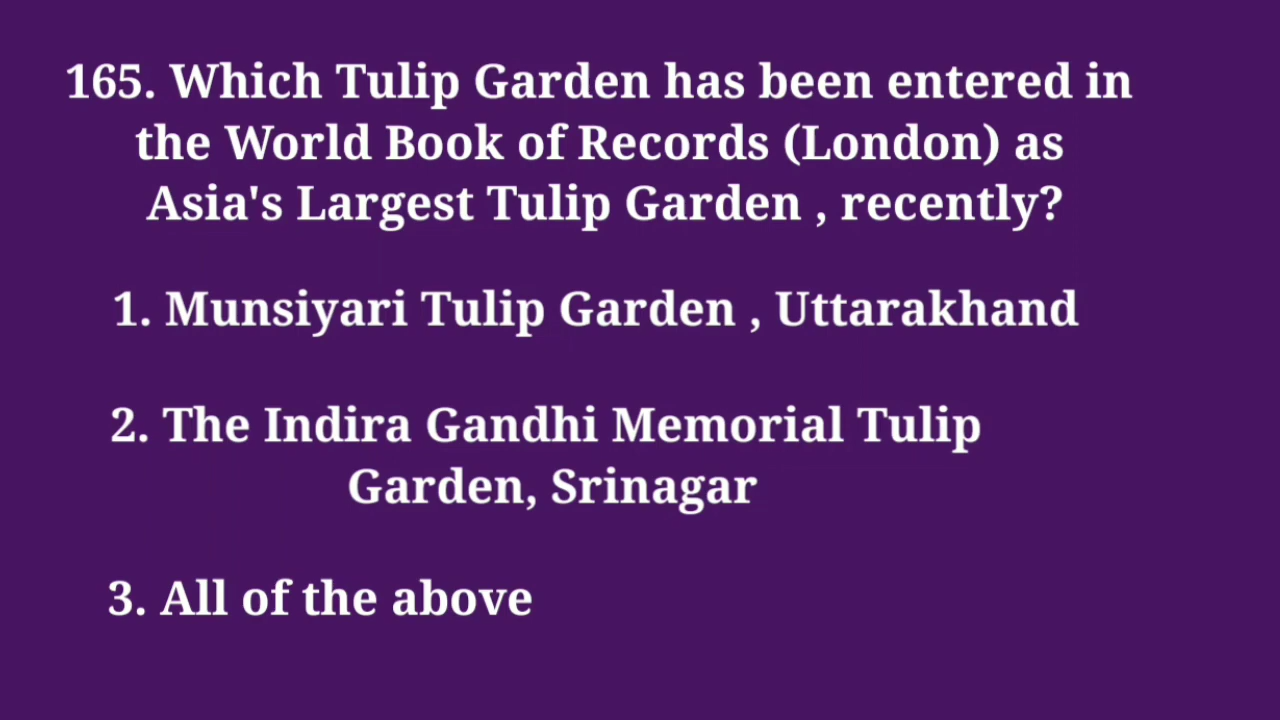 165. Which Tulip Garden has been entered in
the World Book of Records (London) as
Asia's Largest Tulip Garden , recently?
1. Munsiyari Tulip Garden , Uttarakhand
2. The Indira Gandhi Memorial Tulip
Garden, Srinagar
3. All of the above